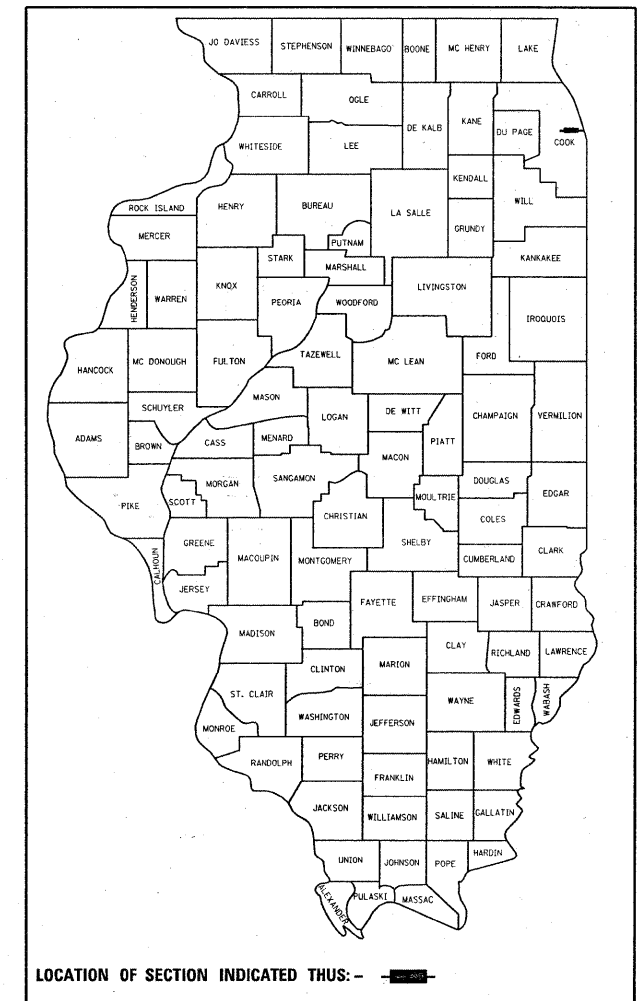 JO DAVIESS STEPHENSON WINNEBAGO BOONE MC HENRY LAKE
CARROLL OGLE DE KALB KANE DU PAGE COOK
WHITESIDE LEE
KENDALL WILL
ROCK ISLAND HENRY BUREAU LA SALLE
MERCER PUTNAM GRUNDY
STARK MARSHALL KANKAKEE
HENDERSON WARREN KNOX PEORIA WOODFORD LIVINGSTON IROQUOIS
HANCOCK MC DONOUGH FULTON TAZEWELL MC LEAN FORD
MASON
SCHUYLER LOGAN DE WITT CHAMPAIGN VERMILION
ADAMS BROWN CASS MENARD PIATT
MACON
MORGAN SANGAMON DOUGLAS
PIKE SCOTT MOULTRIE EDGAR
CHRISTIAN COLES
GREENE SHELBY
CALHOUN MACOUPIN MONTGOMERY CUMBERLAND CLARK
JERSEY
FAYETTE EFFINGHAM JASPER CRAWFORD
MADISON BOND
CLAY RICHLAND LAWRENCE
CLINTON MARION
ST. CLAIR WAYNE EDWARDS WABASH
WASHINGTON JEFFERSON
MONROE
RANDOLPH PERRY HAMILTON WHITE
FRANKLIN
JACKSON WILLIAMSON SALINE GALLATIN
UNION JOHNSON POPE HARDIN
ALEXANDER PULASKI MASSAC
LOCATION OF SECTION INDICATED THUS: -